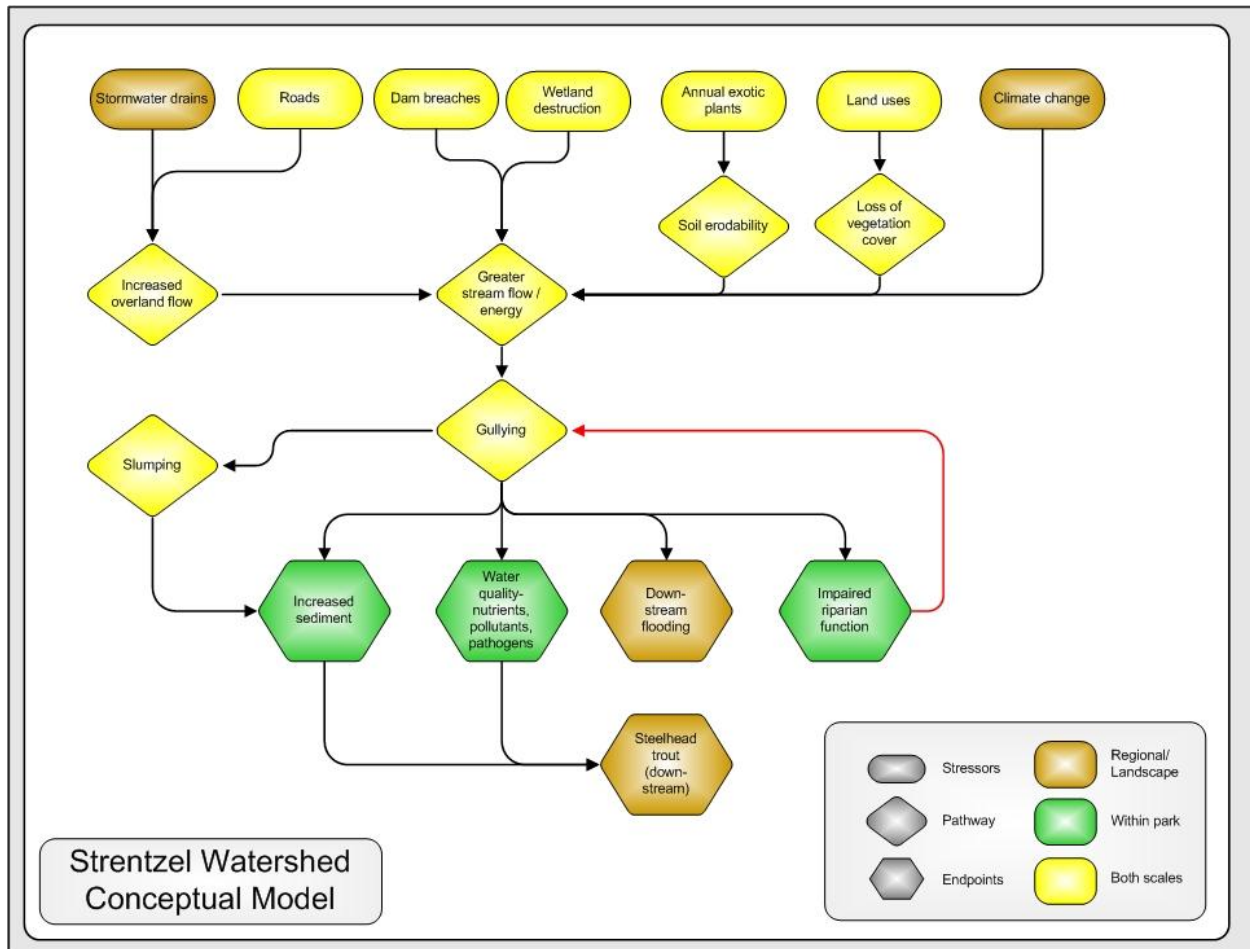 Stormwater drains
Roads
Dam breaches
Wetland
destruction
Annual exotic
plants
Land uses
Climate change
Soil erodability
Loss of
vegetation
cover
Increased
overland flow
Greater
stream flow /
energy
Gullying
Slumping
Increased
sediment
Water
quality-
nutrients,
pollutants,
pathogens
Down-
stream
flooding
Impaired
riparian
function
Steelhead
trout
(down-
stream)
Stressors
Regional/
Landscape
Pathway
Within park
Endpoints
Both scales
Strentzel Watershed
Conceptual Model